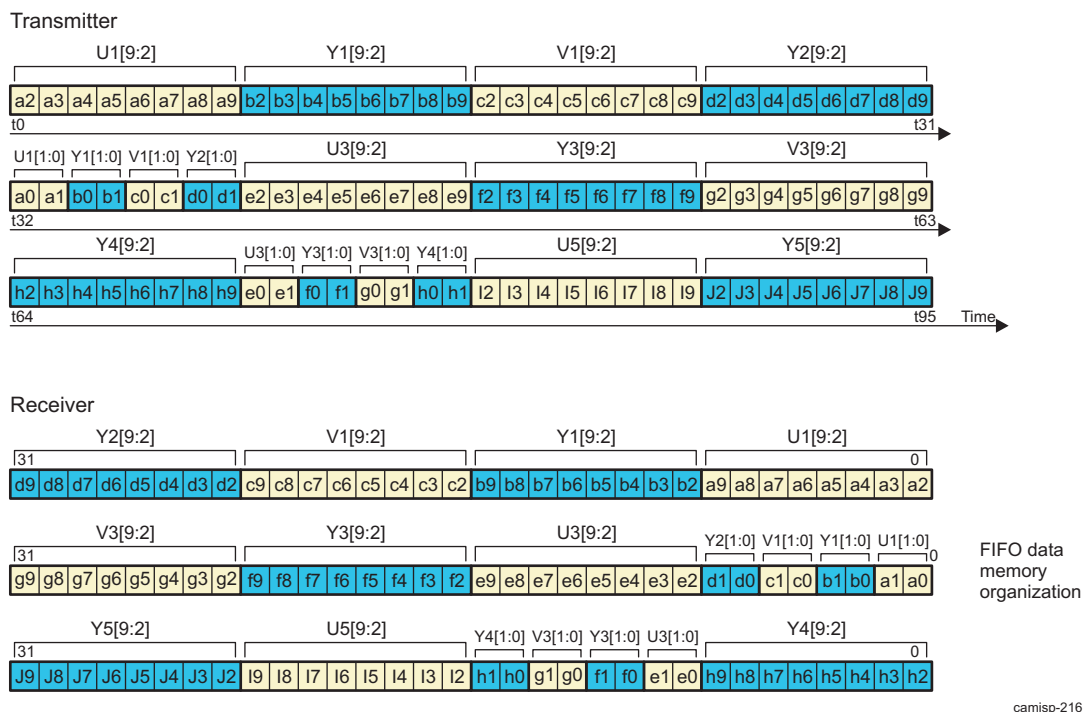 Transmitter
U1[9:2] Y1[9:2] V1[9:2] Y2[9:2]
a2 a3 a4 a5 a6 a7 a8 a9 b2 b3 b4 b5 b6 b7 b8 b9 c2 c3 c4 c5 c6 c7 c8 c9 d2 d3 d4 d5 d6 d7 d8 d9
t0 t31
U1[1:0] Y1[1:0] V1[1:0] Y2[1:0] U3[9:2] Y3[9:2] V3[9:2]
a0 a1 b0 b1 c0 c1 d0 d1 e2 e3 e4 e5 e6 e7 e8 e9 f2 f3 f4 f5 f6 f7 f8 f9 g2 g3 g4 g5 g6 g7 g8 g9
t32 t63
Y4[9:2] U3[1:0] Y3[1:0] V3[1:0] Y4[1:0] U5[9:2] Y5[9:2]
h2 h3 h4 h5 h6 h7 h8 h9 e0 e1 f0 f1 g0 g1 h0 h1 I2 I3 I4 I5 I6 I7 I8 I9 J2 J3 J4 J5 J6 J7 J8 J9
t64 t95 Time
Receiver
Y2[9:2] V1[9:2] Y1[9:2] U1[9:2]
31 0
d9 d8 d7 d6 d5 d4 d3 d2 c9 c8 c7 c6 c5 c4 c3 c2 b9 b8 b7 b6 b5 b4 b3 b2 a9 a8 a7 a6 a5 a4 a3 a2
V3[9:2] Y3[9:2] U3[9:2] Y2[1:0] V1[1:0] Y1[1:0] U1[1:0]
31 0
g9 g8 g7 g6 g5 g4 g3 g2 f9 f8 f7 f6 f5 f4 f3 f2 e9 e8 e7 e6 e5 e4 e3 e2 d1 d0 c1 c0 b1 b0 a1 a0
FIFO data
memory
organization
Y5[9:2] U5[9:2] Y4[1:0] V3[1:0] Y3[1:0] U3[1:0] Y4[9:2]
31 0
J9 J8 J7 J6 J5 J4 J3 J2 I9 I8 I7 I6 I5 I4 I3 I2 h1 h0 g1 g0 f1 f0 e1 e0 h9 h8 h7 h6 h5 h4 h3 h2
camisp-216